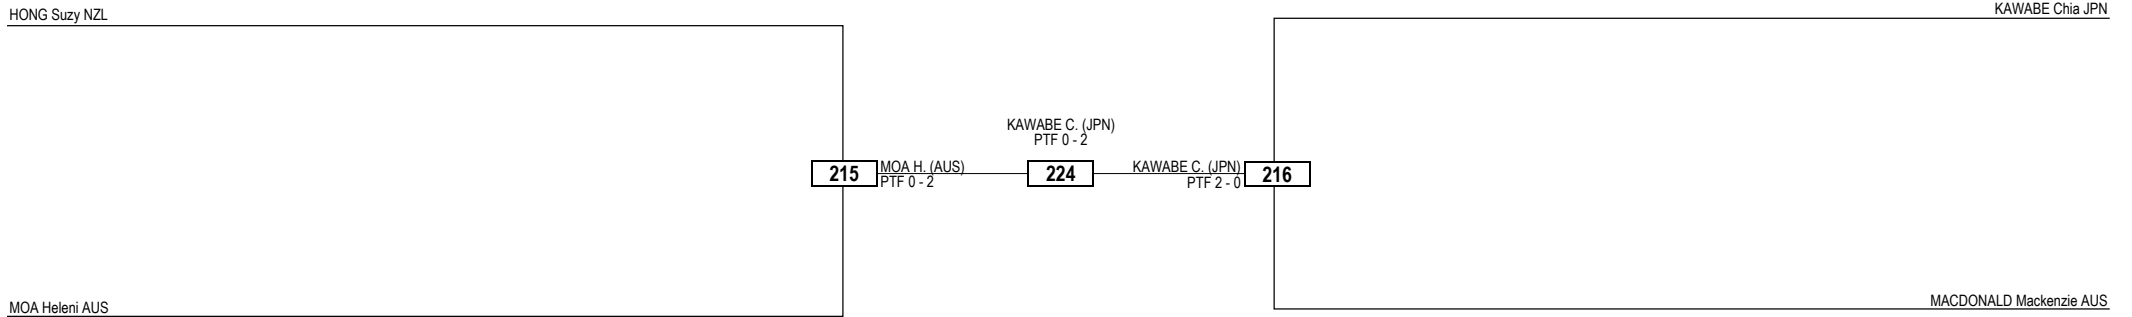 HONG Suzy NZL
KAWABE Chia JPN
KAWABE C. (JPN)
PTF 0 - 2
215
MOA H. (AUS)
PTF 0 - 2
224
KAWABE C. (JPN)
PTF 2 - 0
216
MOA Heleni AUS
MACDONALD Mackenzie AUS